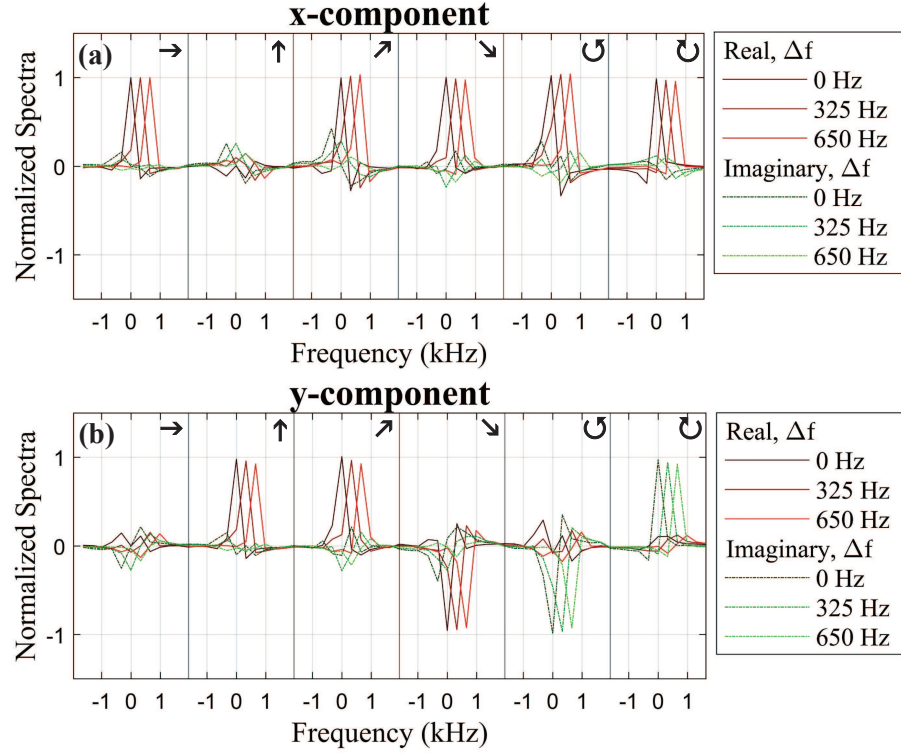 x-component
(a)
1
0
-1
Normalized Spectra
-1 0 1 -1 0 1 -1 0 1 -1 0 1 -1 0 1 -1 0 1
Frequency (kHz)
Real, Δf
0 Hz
325 Hz
650 Hz
Imaginary, Δf
0 Hz
325 Hz
650 Hz
y-component
(b)
1
0
-1
Normalized Spectra
-1 0 1 -1 0 1 -1 0 1 -1 0 1 -1 0 1 -1 0 1
Frequency (kHz)
Real, Δf
0 Hz
325 Hz
650 Hz
Imaginary, Δf
0 Hz
325 Hz
650 Hz